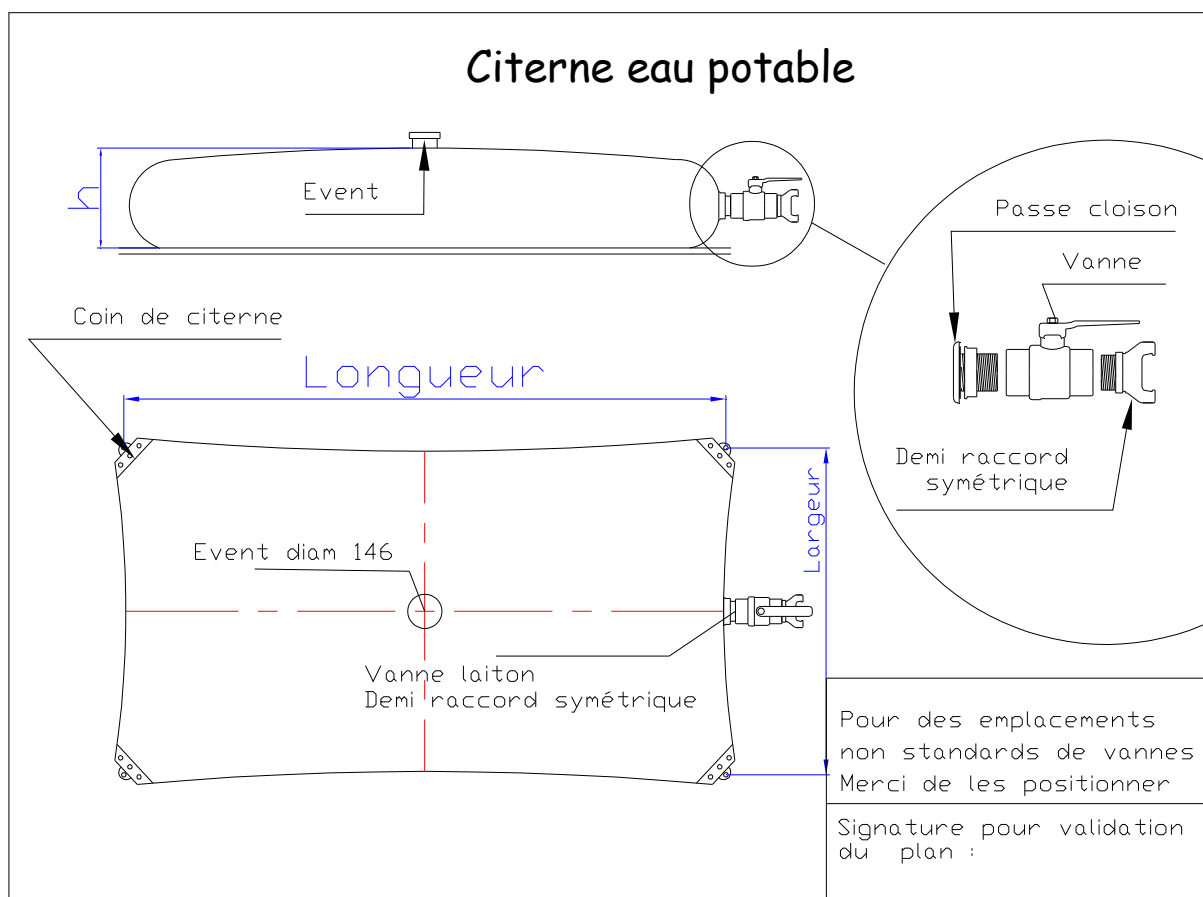 Citerne eau potable
h
Event
Passe cloison
Vanne
Coin de citerne
Longueur
Demi raccord
symétrique
Largeur
Event diam 146
Vanne laiton
Demi raccord symétrique
Pour des emplacements
non standards de vannes
Merci de les positionner
Signature pour validation
du plan :